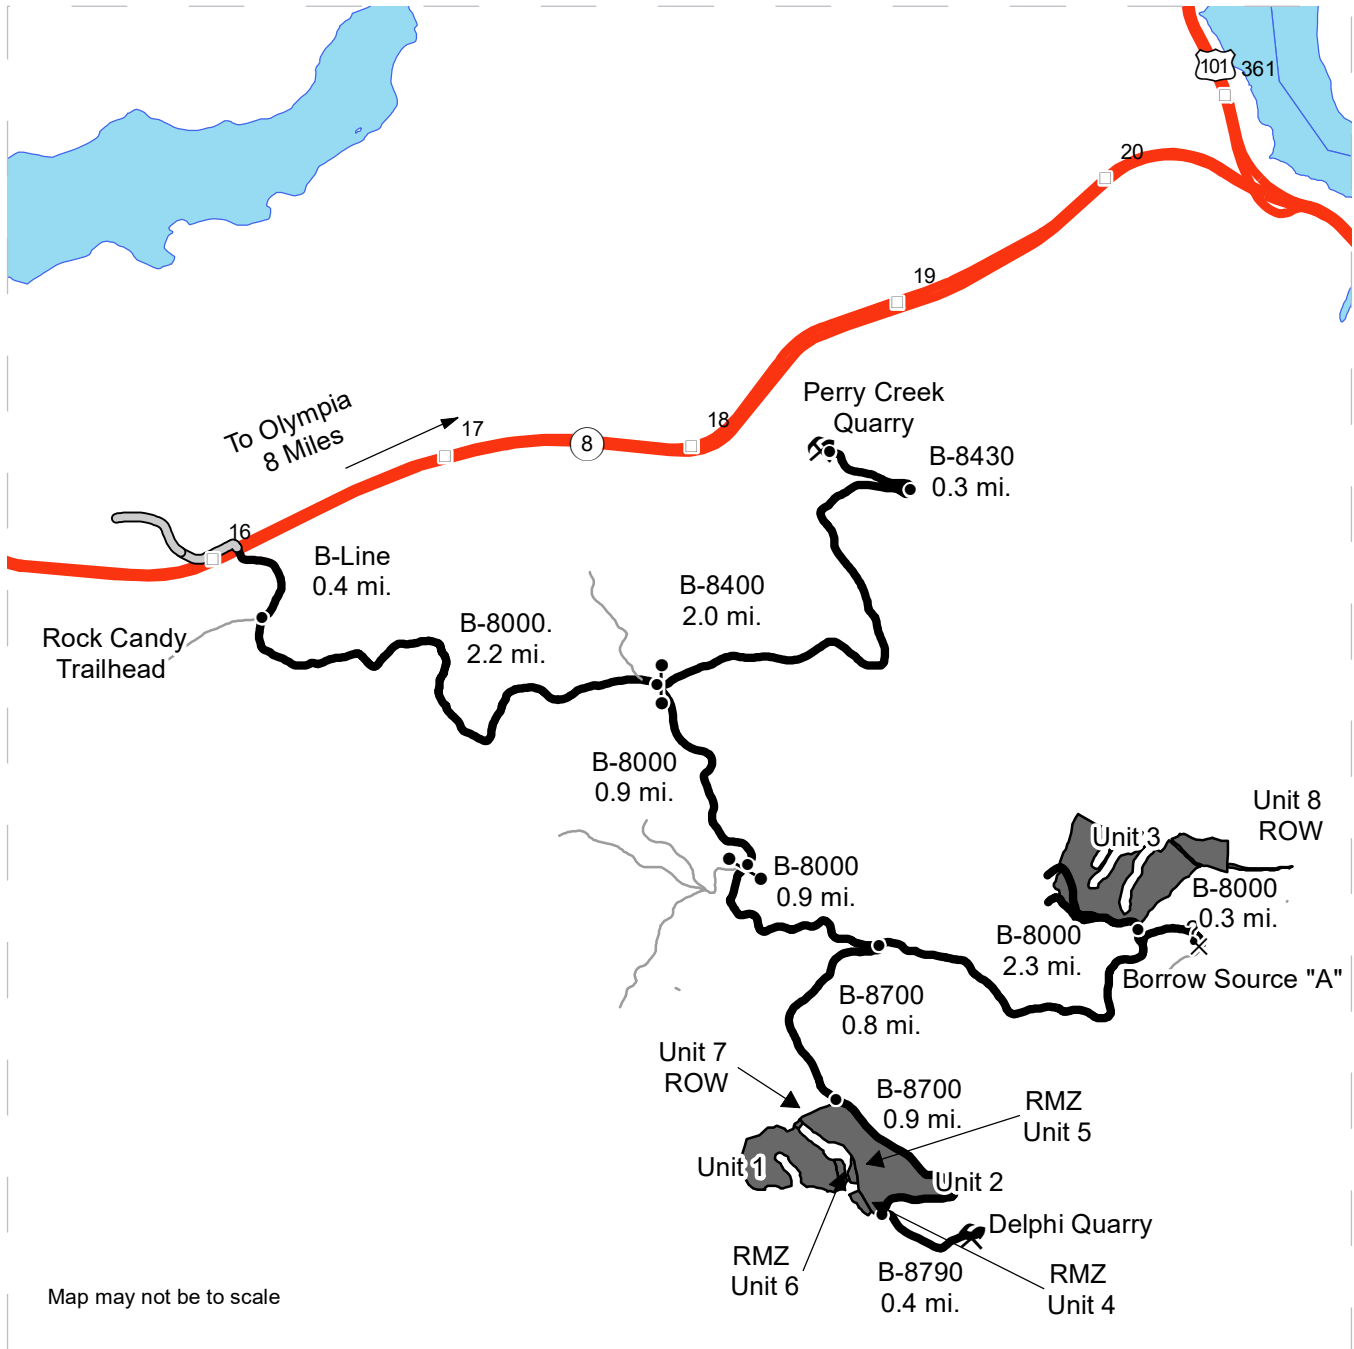 101
361
20
19
18
17
8
16
To Olympia
8 Miles
Perry Creek
Quarry
B-8430
0.3 mi.
B-Line
0.4 mi.
B-8400
2.0 mi.
B-8000.
2.2 mi.
Rock Candy
Trailhead
B-8000
0.9 mi.
Unit 8
ROW
Unit 3
B-8000
0.9 mi.
B-8000
0.3 mi.
B-8000
2.3 mi.
Borrow Source "A"
B-8700
0.8 mi.
Unit 7
ROW
B-8700
0.9 mi.
RMZ
Unit 5
Unit 1
Unit 2
Delphi Quarry
RMZ
Unit 6
B-8790
0.4 mi.
RMZ
Unit 4
Map may not be to scale